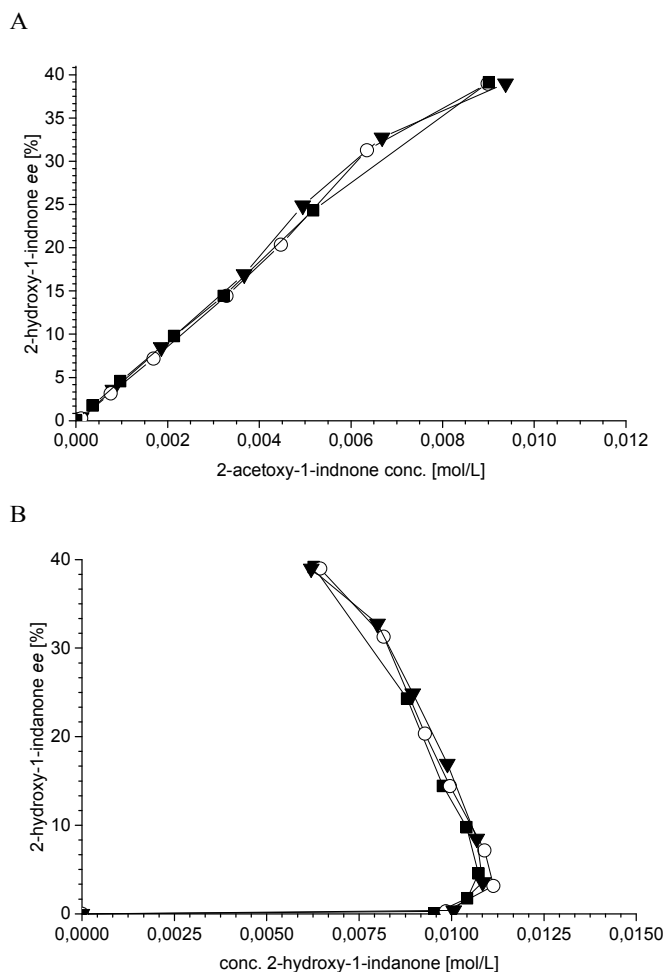 A
2-hydroxy-1-indnone ee [%]
40
35
30
25
20
15
10
5
0
0,000 0,002 0,004 0,006 0,008 0,010 0,012
2-acetoxy-1-indnone conc. [mol/L]
B
2-hydroxy-1-indanone ee [%]
40
30
20
10
0
0,0000 0,0025 0,0050 0,0075 0,0100 0,0125 0,0150
conc. 2-hydroxy-1-indanone [mol/L]